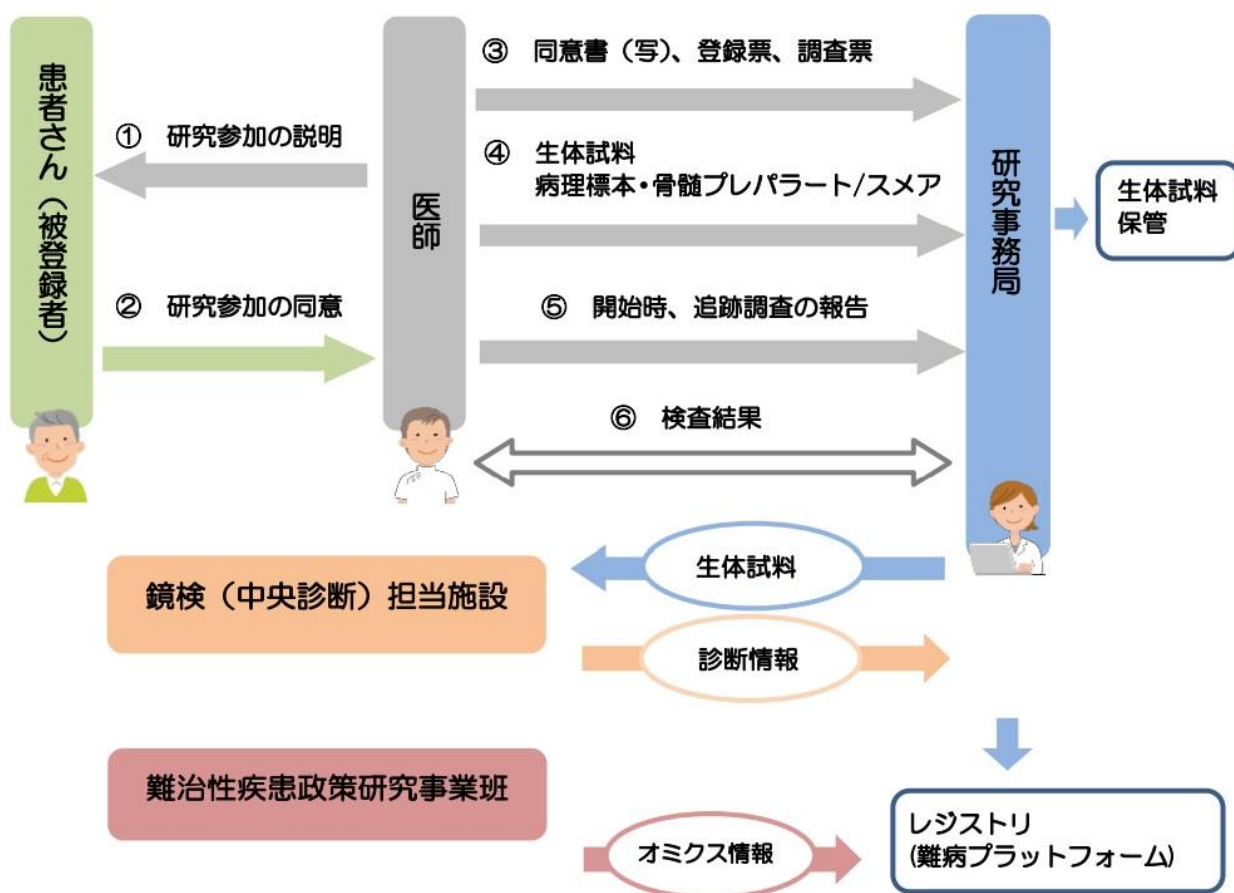 患者さん（被登録者）
① 研究参加の説明
② 研究参加の同意
医師
③ 同意書（写）、登録票、調査票
④ 生体試料
病理標本・骨髄プレパラート/スメア
⑤ 開始時、追跡調査の報告
⑥ 検査結果
研究事務局
生体試料
保管
鏡検（中央診断）担当施設
生体試料
診断情報
難治性疾患政策研究事業班
オミクス情報
レジストリ
(難病プラットフォーム)